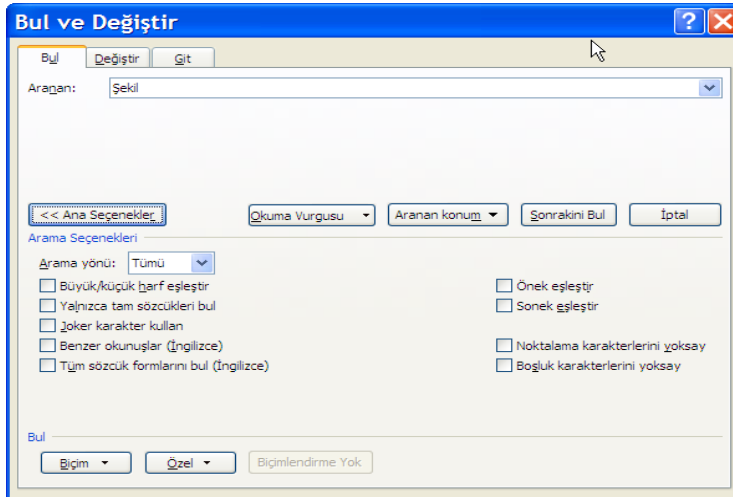 Bul ve Değiştir
Bul Değiştir Git
Aranan: Şekil
<< Ana Seçenekler Okuma Vurgusu Aranan konum Sonrakini Bul İptal
Arama Seçenekleri
Arama yönü: Tümü
Büyük/küçük harf eşleştir Önek eşleştir
Yalnızca tam sözcükleri bul Sonek eşleştir
Joker karakter kullan
Benzer okunuşlar (İngilizce) Noktalama karakterlerini yoksay
Tüm sözcük formlarını bul (İngilizce) Boşluk karakterlerini yoksay
Bul
Biçim Özel Biçimlendirme Yok